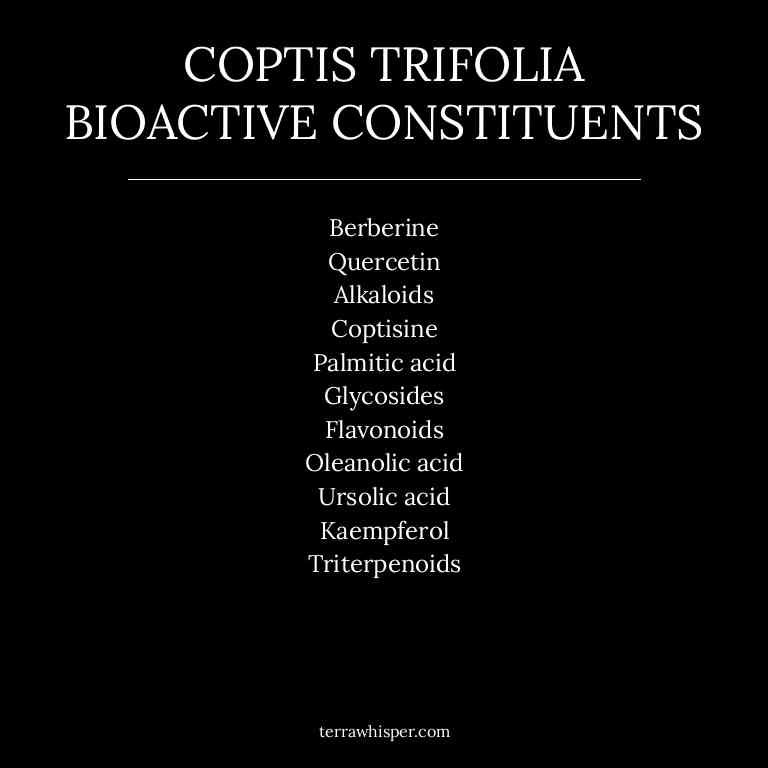 COPTIS TRIFOLIA
BIOACTIVE CONSTITUENTS
Berberine
Quercetin
Alkaloids
Coptisine
Palmitic acid
Glycosides
Flavonoids
Oleanolic acid
Ursolic acid
Kaempferol
Triterpenoids
terrawhisper.com